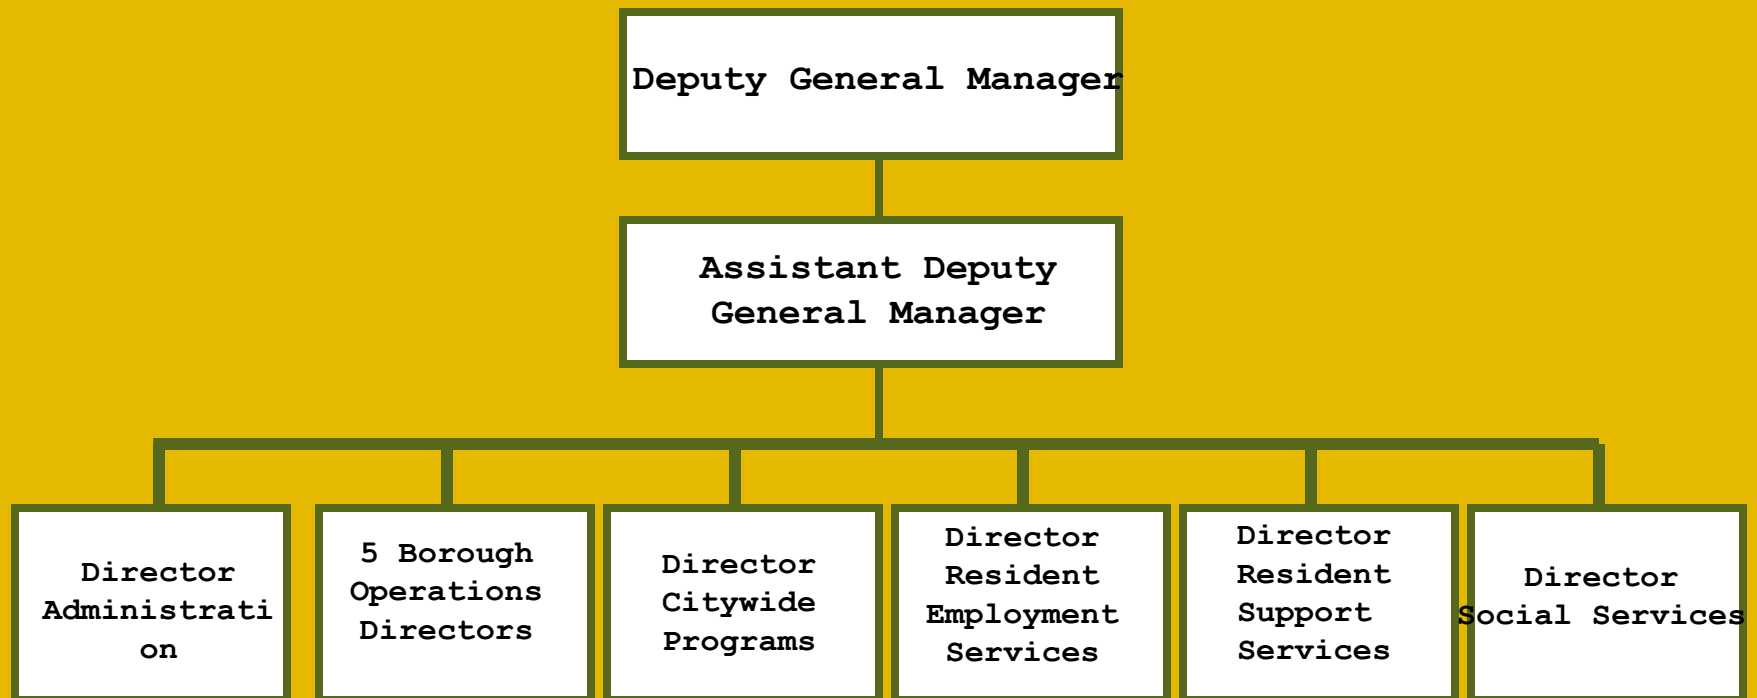 Deputy General Manager
Assistant Deputy
General Manager
Director
Administrati
on
5 Borough
Operations
Directors
Director
Citywide
Programs
Director
Resident
Employment
Services
Director
Resident
Support
Services
Director
Social Services